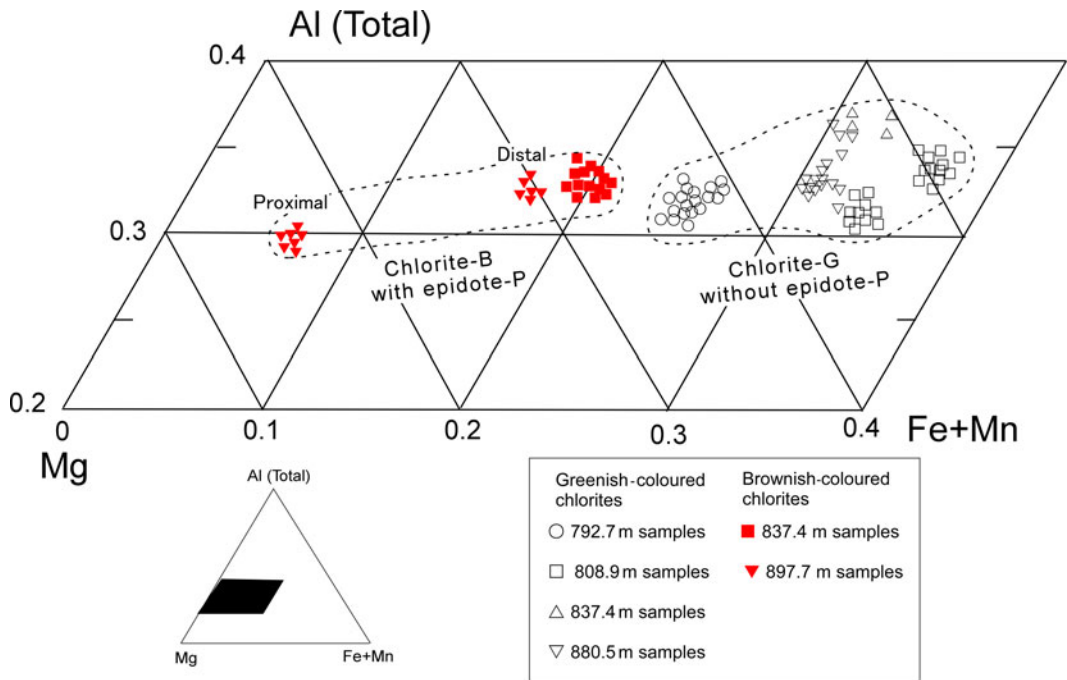 Al (Total)
0.4
Distal
Proximal
0.3
Chlorite-B
with epidote-P
Chlorite-G
without epidote-P
0.2
0
0.1
0.2
0.3
0.4
Mg
Fe+Mn
Al (Total)
Mg
Fe+Mn
Greenish-coloured
chlorites
792.7 m samples
808.9 m samples
837.4 m samples
880.5 m samples
Brownish-coloured
chlorites
837.4 m samples
897.7 m samples